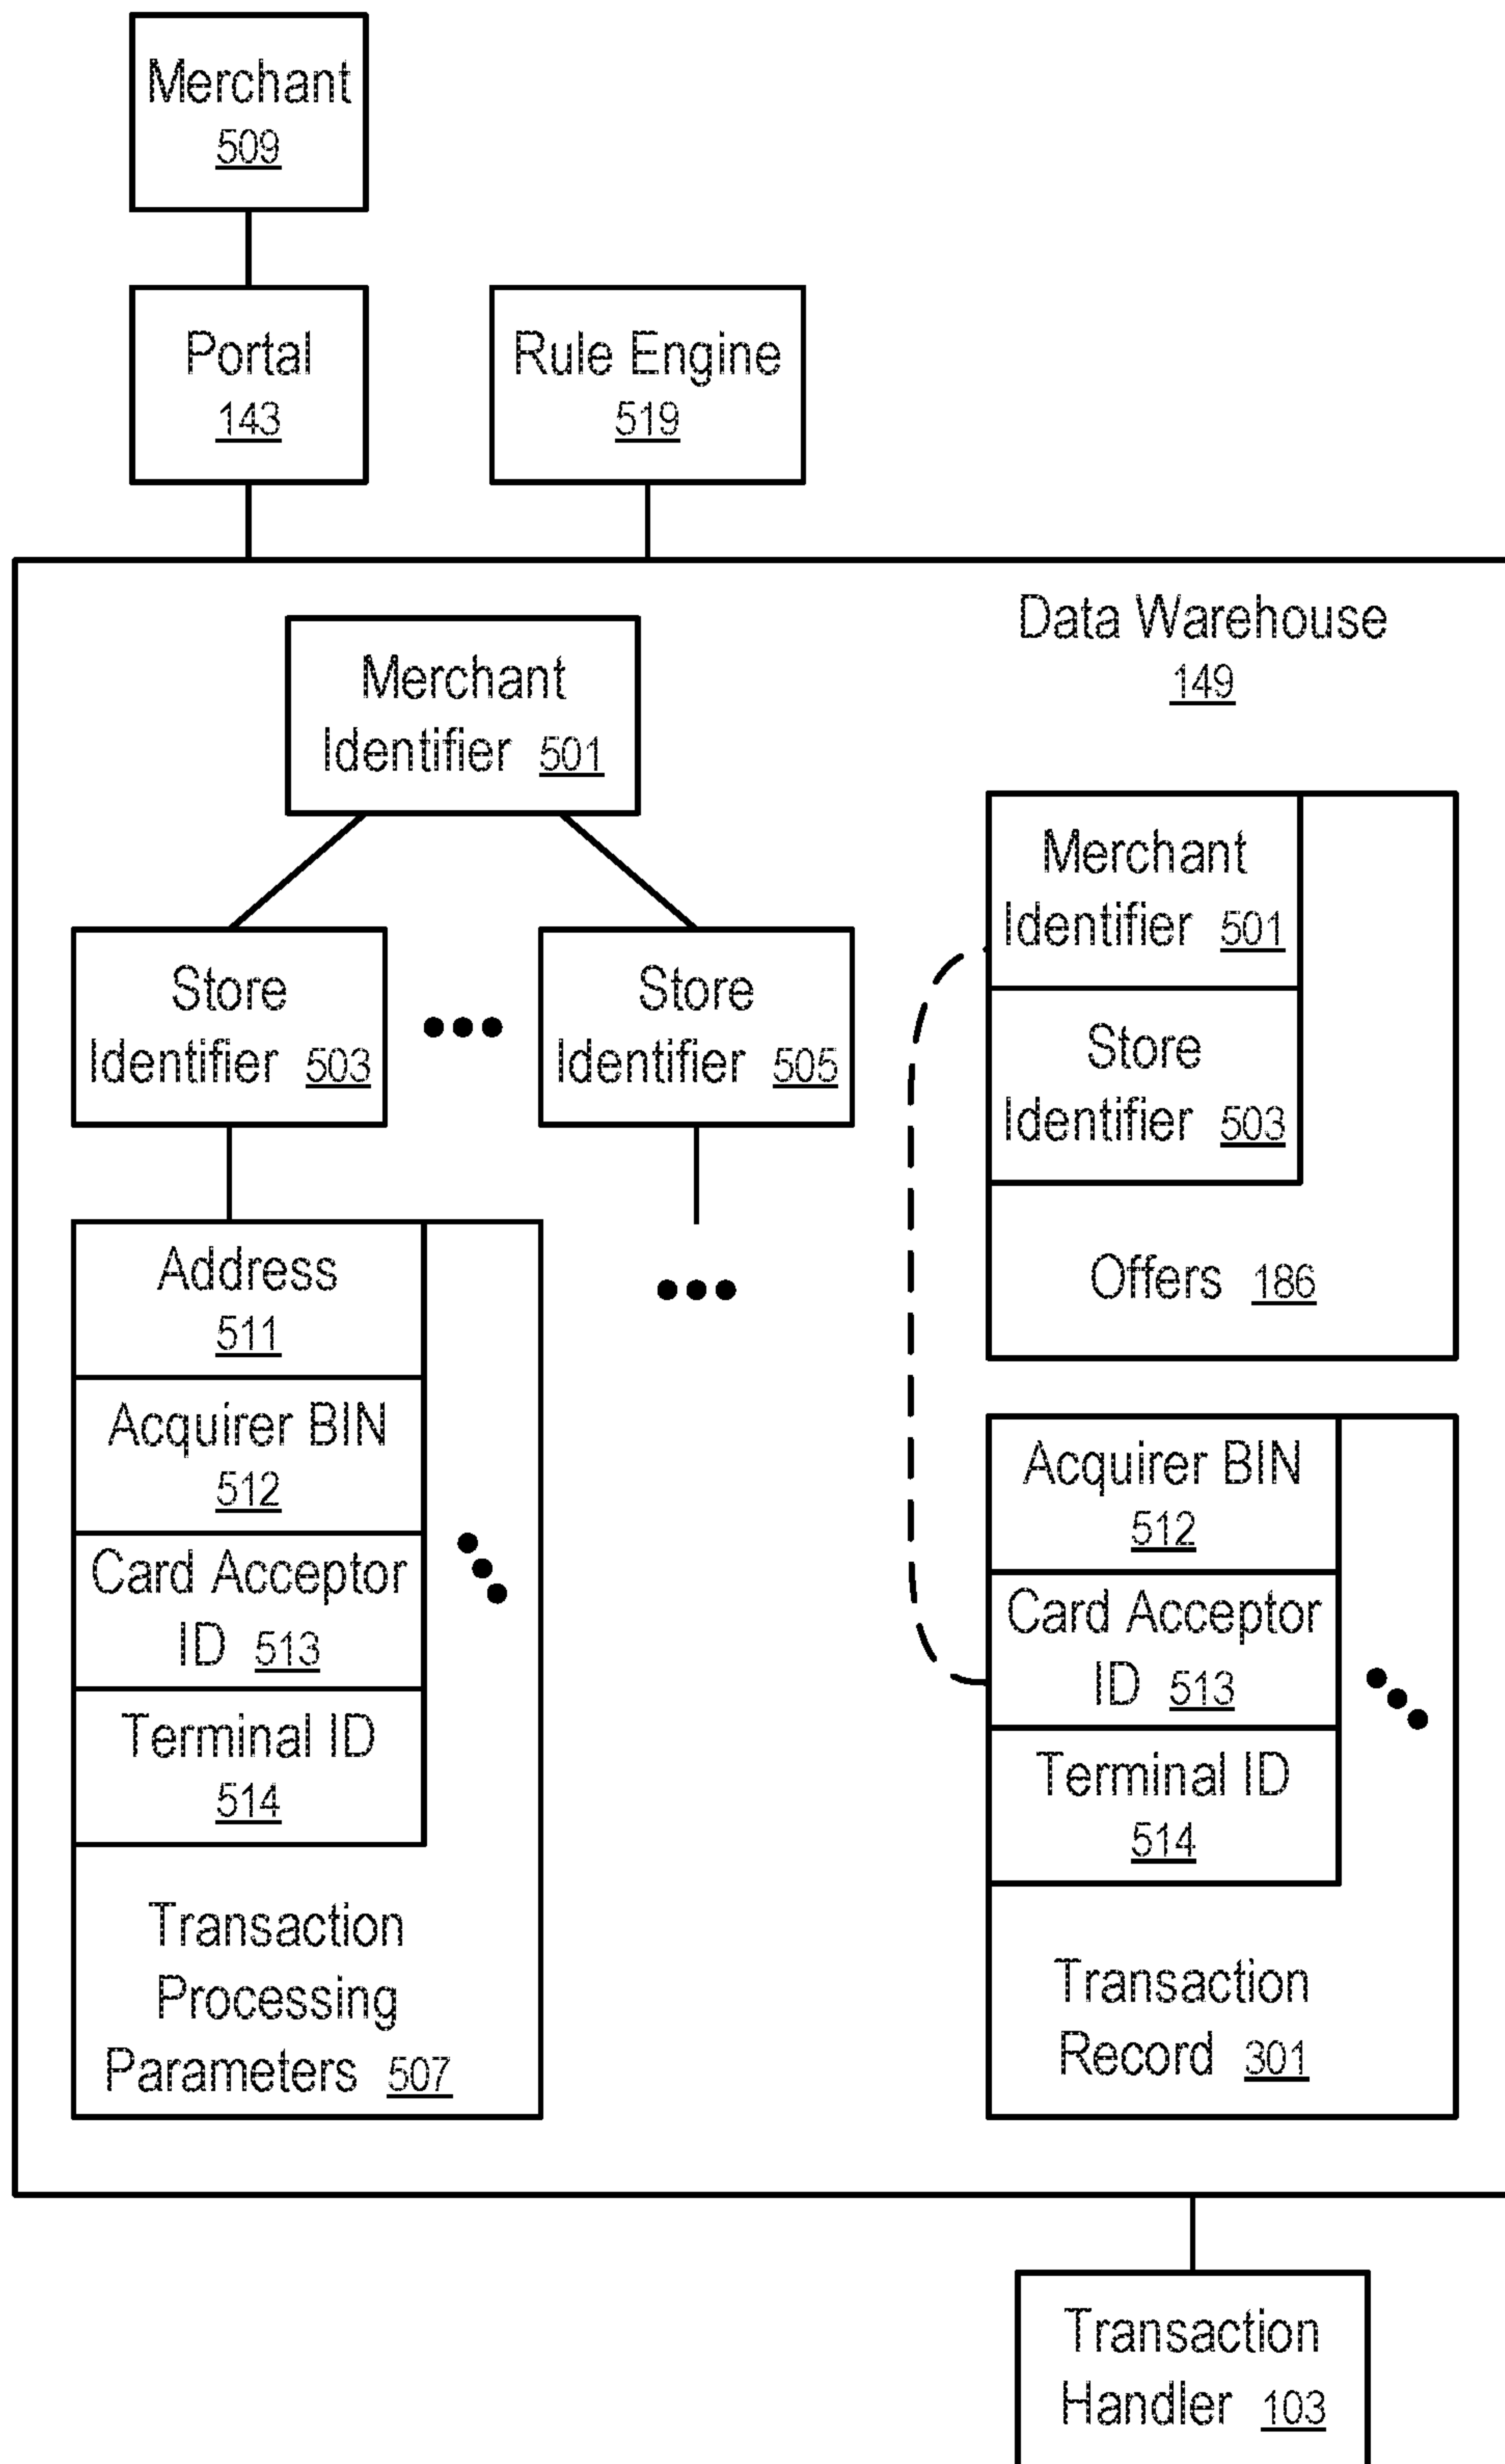 Merchant
509
Portal
143
Rule Engine
519
Data Warehouse
149
Merchant
Identifier 501
Store
Identifier 503
Store
Identifier 505
Address
511
Acquirer BIN
512
Card Acceptor
ID 513
Terminal ID
514
Transaction
Processing
Parameters 507
Merchant
Identifier 501
Store
Identifier 503
Offers 186
Acquirer BIN
512
Card Acceptor
ID 513
Terminal ID
514
Transaction
Record 301
Transaction
Handler 103